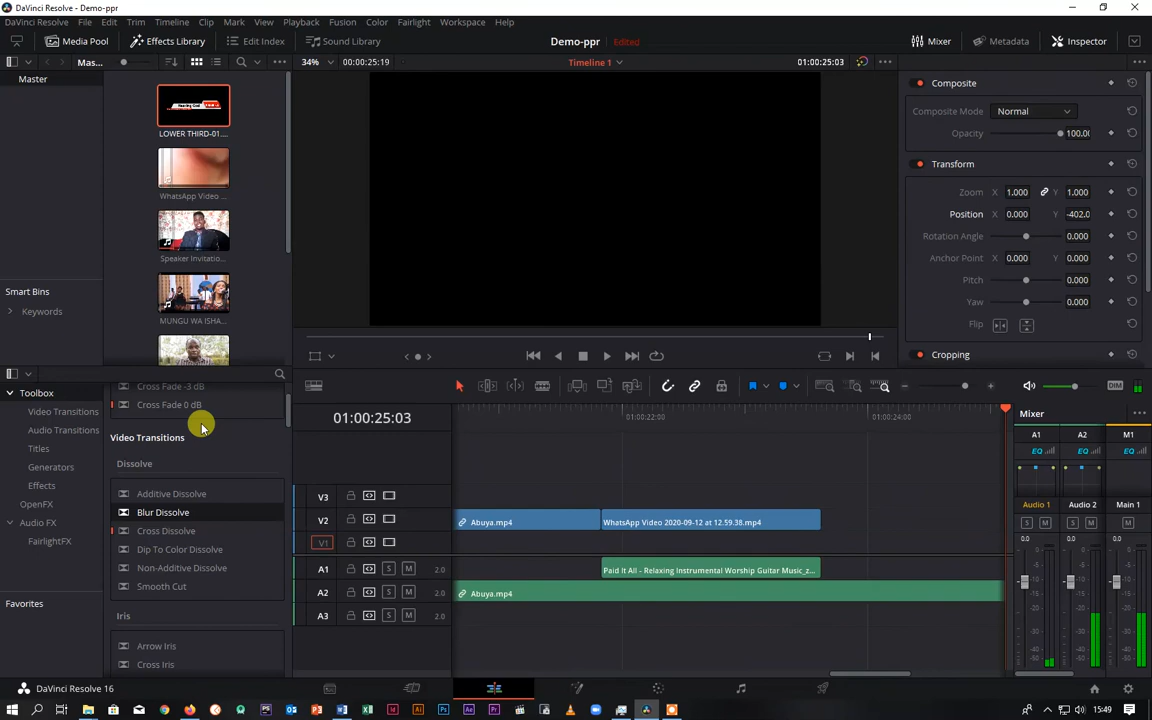 DaVinci Resolve - Demo-ppr
DaVinci Resolve File Edit Trim Timeline Clip Mark View Playback Fusion Color Fairlight Workspace Help
Media Pool Effects Library Edit Index Sound Library Demo-ppr Edited Mixer Metadata Inspector
Mas... 34% 00:00:25:19 Timeline 1 01:00:25:03
Master
LOWER THIRD-01....
WhatsApp Video ...
Speaker Invitatio...
MUNGU WA ISHA...
Smart Bins
Keywords
Composite
Composite Mode Normal
Opacity 100.00
Transform
Zoom X 1.000 Y 1.000
Position X 0.000 Y -402.0
Rotation Angle 0.000
Anchor Point X 0.000 Y 0.000
Pitch 0.000
Yaw 0.000
Flip
Cropping
Toolbox
Video Transitions
Audio Transitions
Titles
Generators
Effects
OpenFX
Audio FX
FairlightFX
Favorites
Cross Fade -3 dB
Cross Fade 0 dB
Video Transitions
Dissolve
Additive Dissolve
Blur Dissolve
Cross Dissolve
Dip To Color Dissolve
Non-Additive Dissolve
Smooth Cut
Iris
Arrow Iris
Cross Iris
DIM
01:00:25:03 01:00:22:00 01:00:24:00
V3
V2 Abuya.mp4 WhatsApp Video 2020-09-12 at 12.59.38.mp4
V1
A1 S M 2.0 Paid It All - Relaxing Instrumental Worship Guitar Music_z...
A2 S M 2.0 Abuya.mp4
A3 S M 2.0
Mixer
A1 A2 M1
EQ EQ EQ
Audio 1 Audio 2 Main 1
S M S M M
0.0 0.0 0.0
DaVinci Resolve 16
15:49